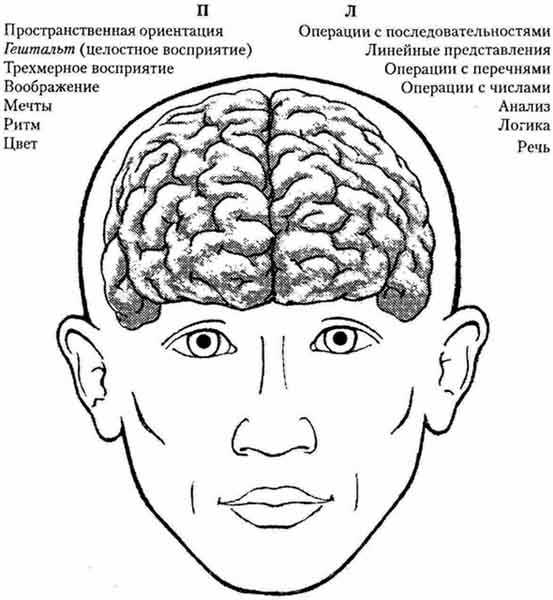 П
Пространственная ориентация
Гештальт (целостное восприятие)
Трехмерное восприятие
Воображение
Мечты
Ритм
Цвет
Л
Операции с последовательностями
Линейные представления
Операции с перечнями
Операции с числами
Анализ
Логика
Речь